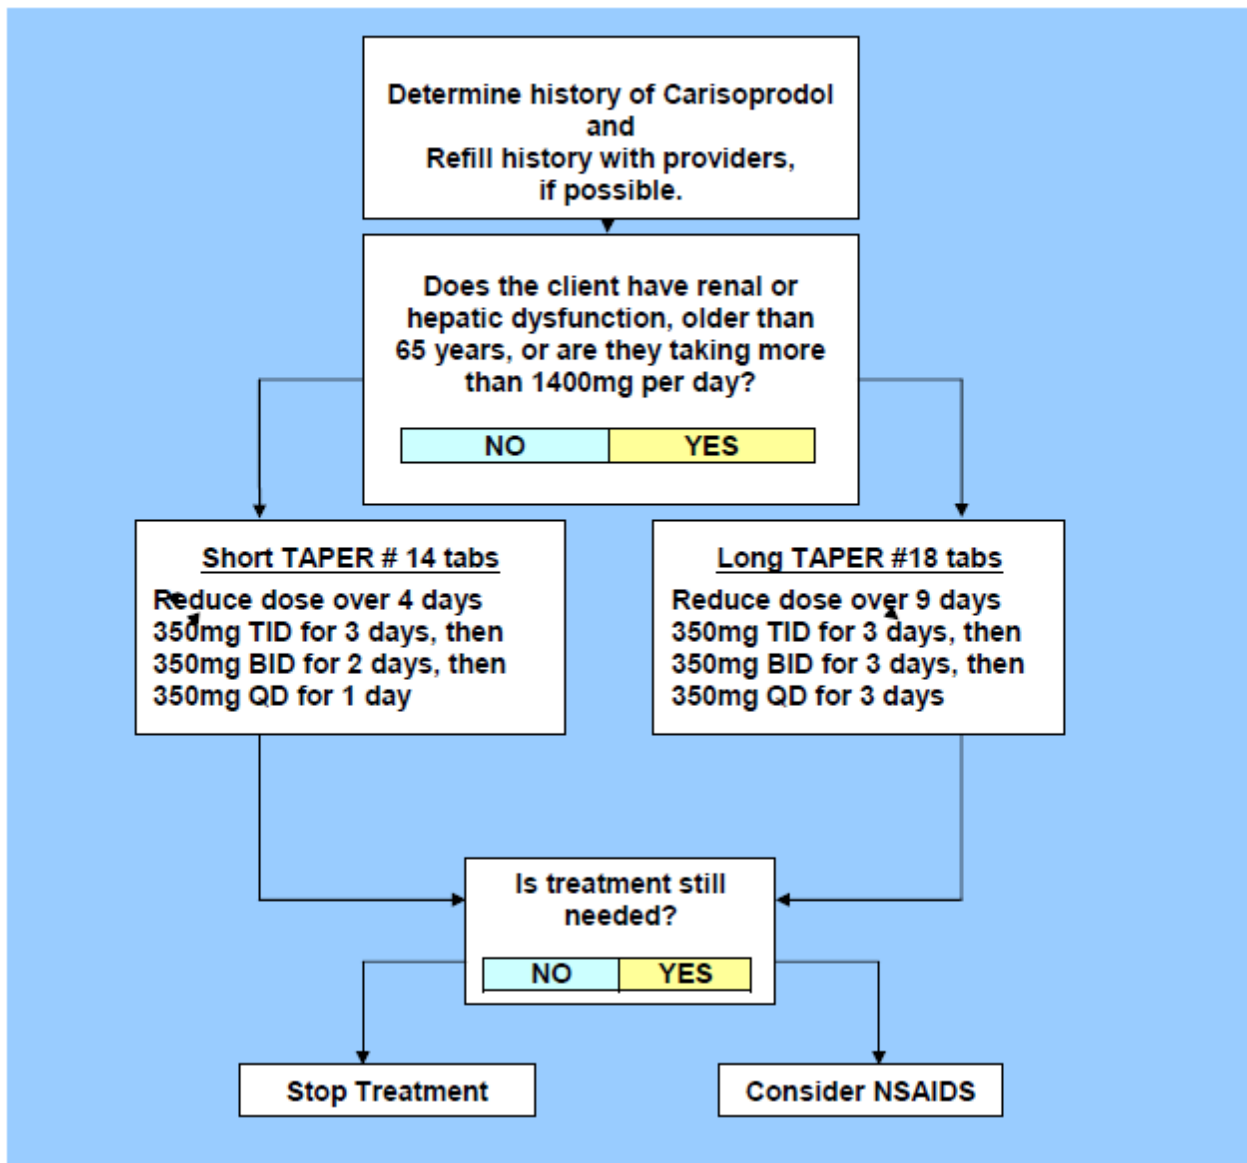 Determine history of Carisoprodol
and
Refill history with providers,
if possible.
Does the client have renal or
hepatic dysfunction, older than
65 years, or are they taking more
than 1400mg per day?
NO YES
Short TAPER # 14 tabs
Reduce dose over 4 days
350mg TID for 3 days, then
350mg BID for 2 days, then
350mg QD for 1 day
Long TAPER #18 tabs
Reduce dose over 9 days
350mg TID for 3 days, then
350mg BID for 3 days, then
350mg QD for 3 days
Is treatment still
needed?
NO YES
Stop Treatment
Consider NSAIDS